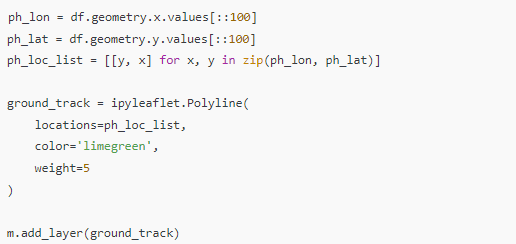 ph_lon = df.geometry.x.values[::100]
ph_lat = df.geometry.y.values[::100]
ph_loc_list = [[y, x] for x, y in zip(ph_lon, ph_lat)]
ground_track = ipyleaflet.Polyline(
    locations=ph_loc_list,
    color='limegreen',
    weight=5
)
m.add_layer(ground_track)